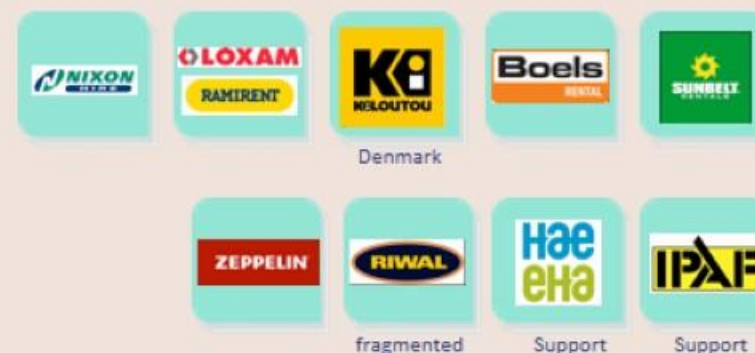 NIXON
HIRE
LOXAM
RAMIRENT
Ki
KILOUTOU
Boels
RENTAL
SUNBELT
RENTALS
Denmark
ZEPPELIN
RIWAL
Hae
eha
IPAF
fragmented
Support
Support